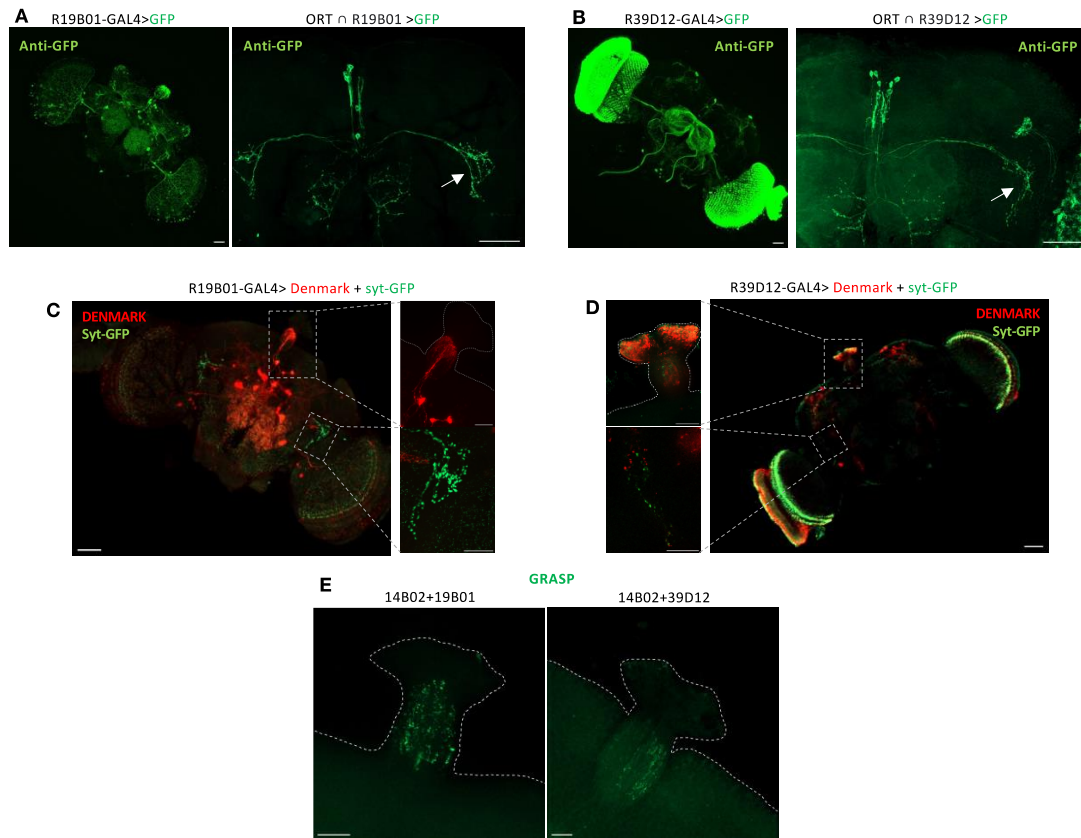 A
R19B01-GAL4>GFP
ORT ∩ R19B01 >GFP
Anti-GFP
Anti-GFP
B
R39D12-GAL4>GFP
ORT ∩ R39D12 >GFP
Anti-GFP
Anti-GFP
C
R19B01-GAL4> Denmark + syt-GFP
DENMARK
Syt-GFP
D
R39D12-GAL4> Denmark + syt-GFP
DENMARK
Syt-GFP
E
GRASP
14B02+19B01
14B02+39D12